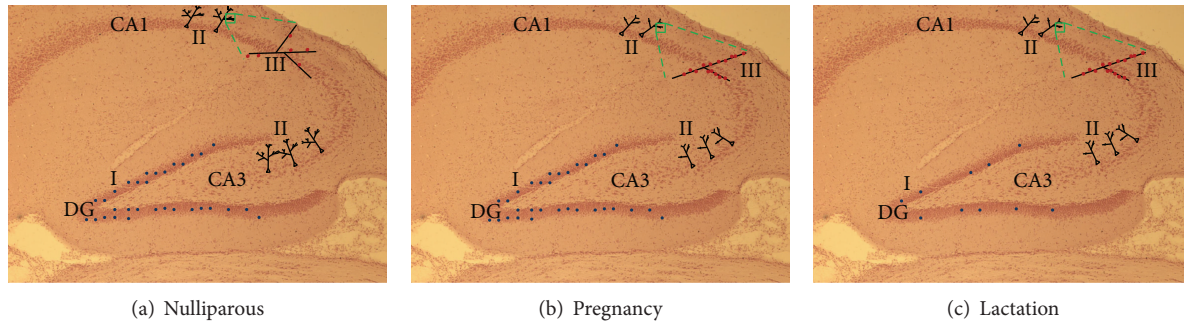 CA1
II
III
II
I
CA3
DG
(a) Nulliparous
CA1
II
III
II
I
CA3
DG
(b) Pregnancy
CA1
II
III
II
I
CA3
DG
(c) Lactation